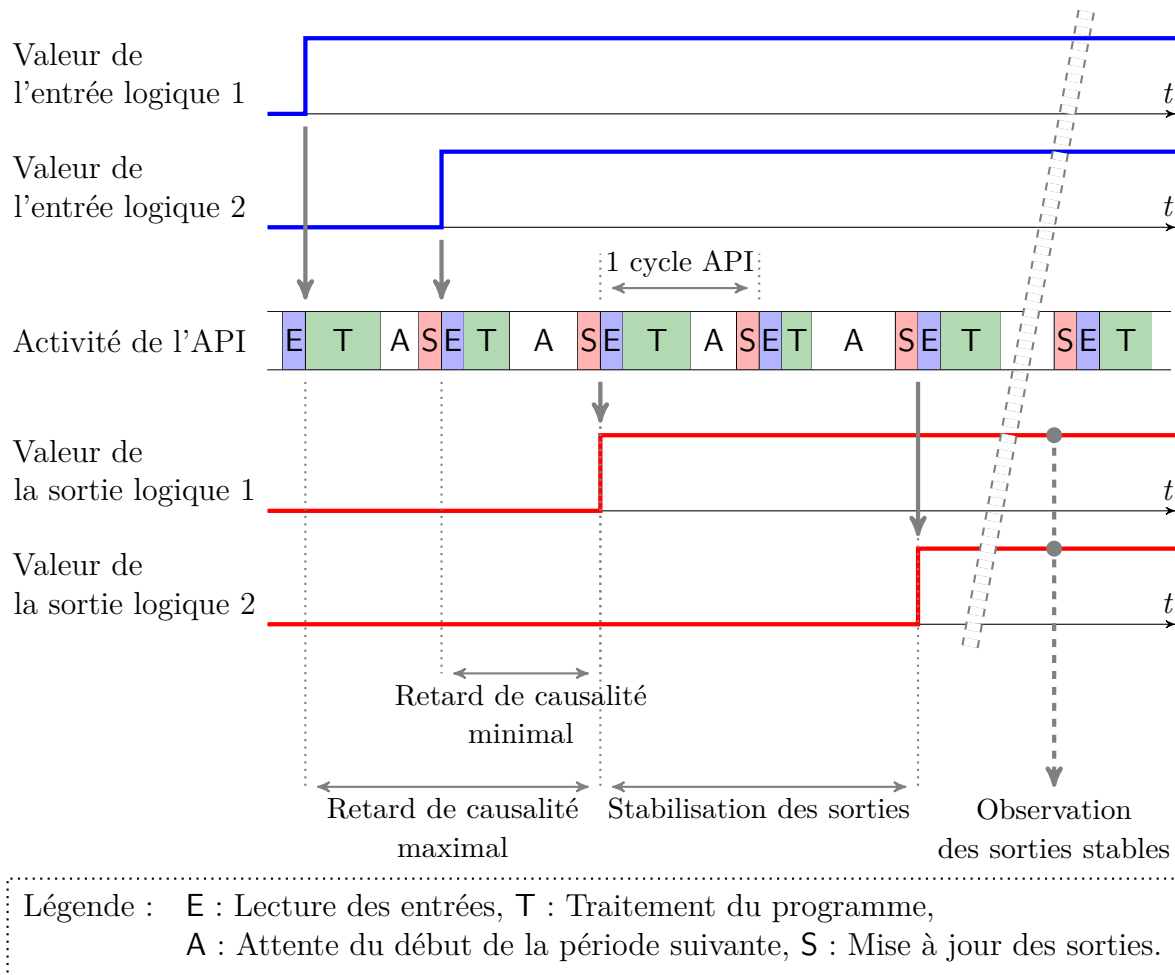 Valeur de
l'entrée logique 1
t
Valeur de
l'entrée logique 2
t
1 cycle API
Activité de l'API
E T A S E T A S E T A S E T A S E T S E T
Valeur de
la sortie logique 1
t
Valeur de
la sortie logique 2
t
Retard de causalité
minimal
Retard de causalité
maximal
Stabilisation des sorties
Observation
des sorties stables
Légende : E : Lecture des entrées, T : Traitement du programme,
A : Attente du début de la période suivante, S : Mise à jour des sorties.